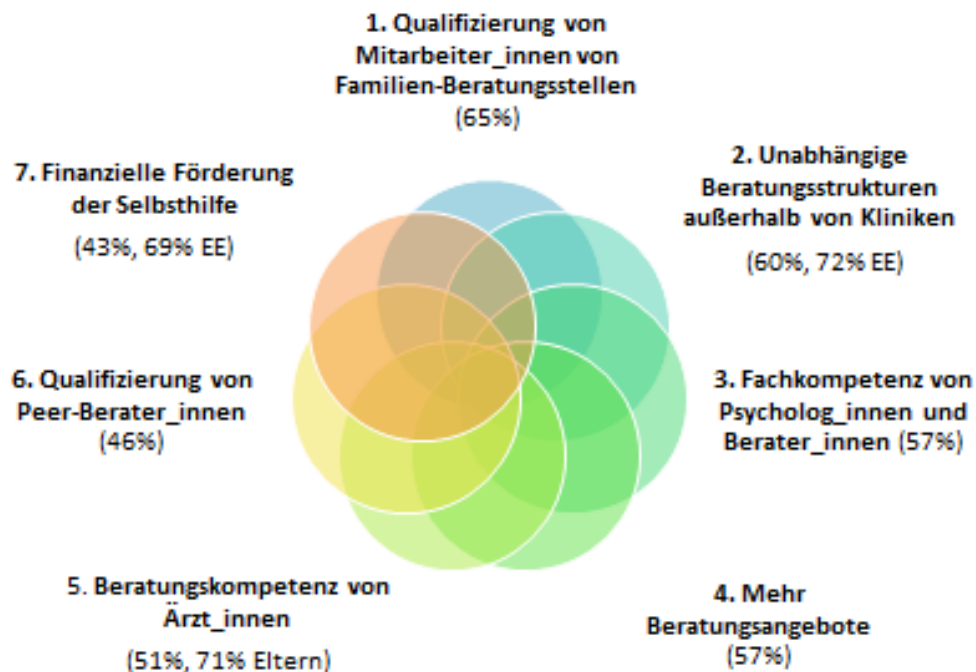 1. Qualifizierung von
Mitarbeiter_innen von
Familien-Beratungsstellen
(65%)
2. Unabhängige
Beratungsstrukturen
außerhalb von Kliniken
(60%, 72% EE)
3. Fachkompetenz von
Psycholog_innen und
Berater_innen (57%)
4. Mehr
Beratungsangebote
(57%)
5. Beratungskompetenz von
Ärzt_innen
(51%, 71% Eltern)
6. Qualifizierung von
Peer-Berater_innen
(46%)
7. Finanzielle Förderung
der Selbsthilfe
(43%, 69% EE)